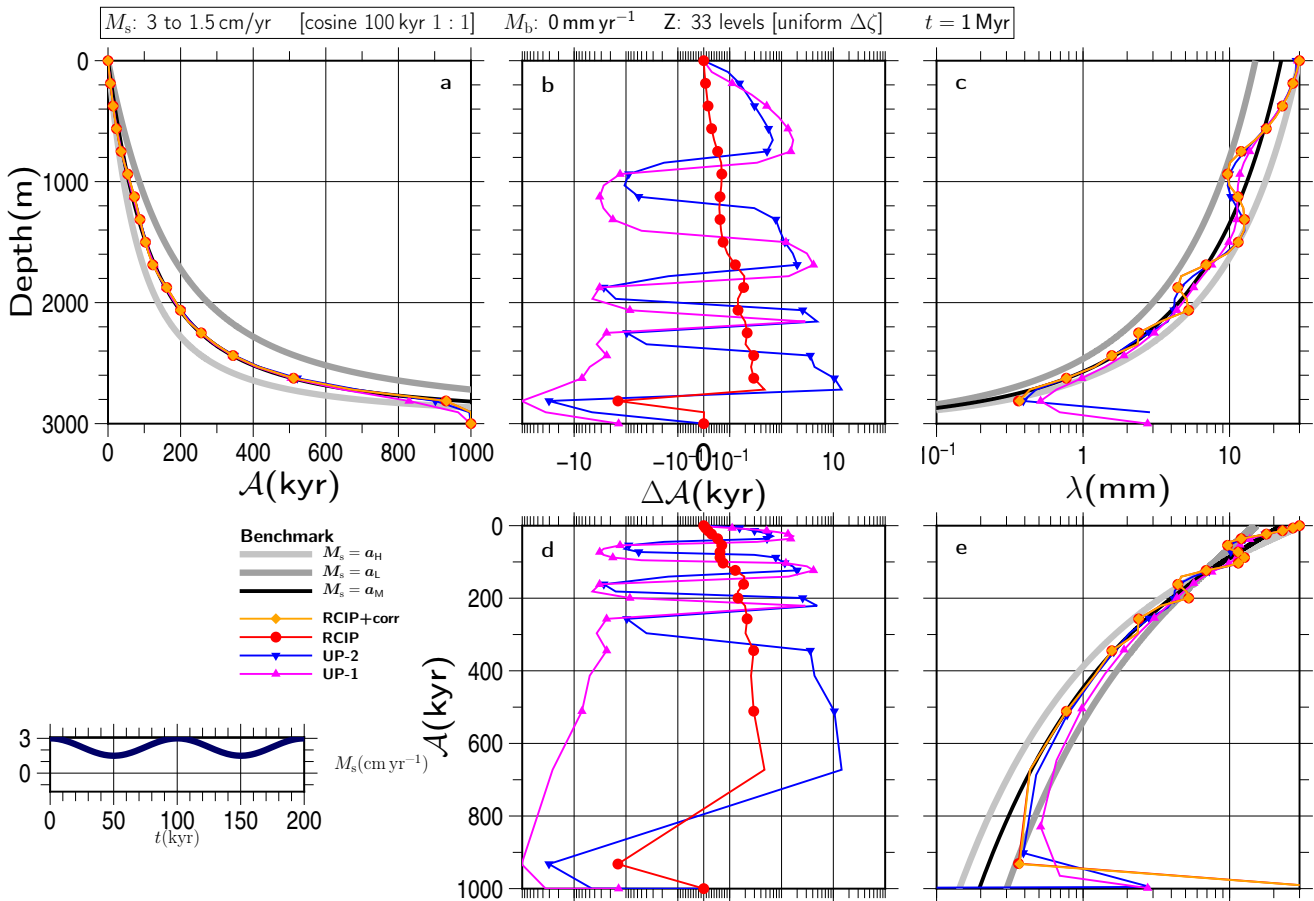 Mₛ: 3 to 1.5 cm/yr [cosine 100 kyr 1 : 1] M_b: 0 mm yr⁻¹ Z: 33 levels [uniform Δζ] t = 1 Myr
0
1000
2000
3000
Depth(m)
a
0 200 400 600 800 1000
𝒜(kyr)
b
−10 −10⁻¹ 0 10⁻¹ 10
Δ𝒜(kyr)
c
10⁻¹ 1 10
λ(mm)
Benchmark
Mₛ = a_H
Mₛ = a_L
Mₛ = a_M
RCIP+corr
RCIP
UP-2
UP-1
3
0
Mₛ(cm yr⁻¹)
0 50 100 150 200
t(kyr)
0
200
400
600
800
1000
𝒜(kyr)
d
e